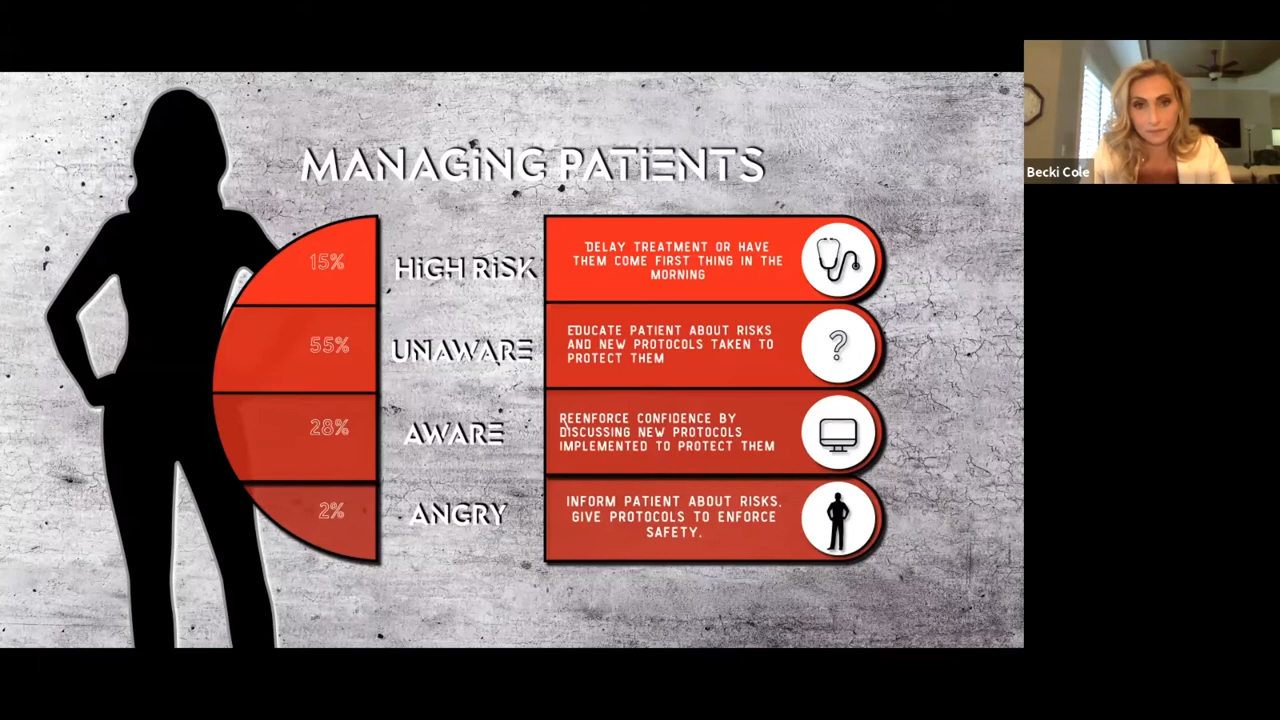 MANAGING PATIENTS
15%
HIGH RISK
DELAY TREATMENT OR HAVE
THEM COME FIRST THING IN THE
MORNING
55%
UNAWARE
EDUCATE PATIENT ABOUT RISKS
AND NEW PROTOCOLS TAKEN TO
PROTECT THEM
?
28%
AWARE
REENFORCE CONFIDENCE BY
DISCUSSING NEW PROTOCOLS
IMPLEMENTED TO PROTECT THEM
2%
ANGRY
INFORM PATIENT ABOUT RISKS,
GIVE PROTOCOLS TO ENFORCE
SAFETY.
Becki Cole